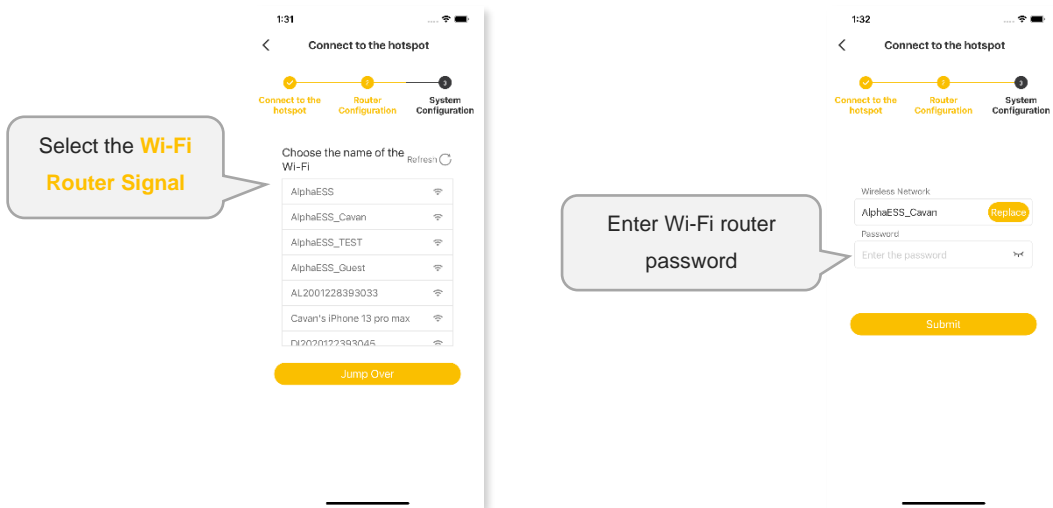 1:31
Connect to the hotspot
3
Connect to the
hotspot
Router
Configuration
System
Configuration
Select the Wi-Fi
Router Signal
Choose the name of the
Wi-Fi
Refresh
AlphaESS
AlphaESS_Cavan
AlphaESS_TEST
AlphaESS_Guest
AL2001228393033
Cavan's iPhone 13 pro max
DI2020122393045
Jump Over
1:32
Connect to the hotspot
3
Connect to the
hotspot
Router
Configuration
System
Configuration
Enter Wi-Fi router
password
Wireless Network
AlphaESS_Cavan
Replace
Password
Enter the password
Submit